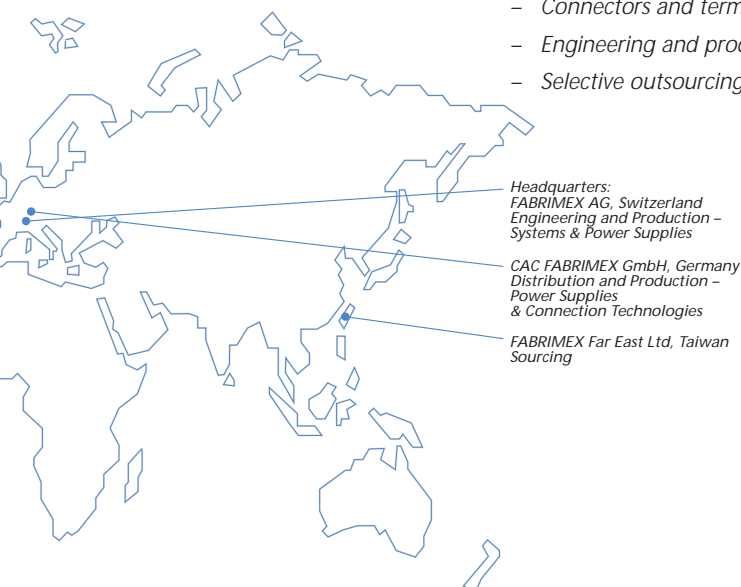 – Connectors and term
– Engineering and proc
– Selective outsourcing
Headquarters:
FABRIMEX AG, Switzerland
Engineering and Production –
Systems & Power Supplies
CAC FABRIMEX GmbH, Germany
Distribution and Production –
Power Supplies
& Connection Technologies
FABRIMEX Far East Ltd, Taiwan
Sourcing